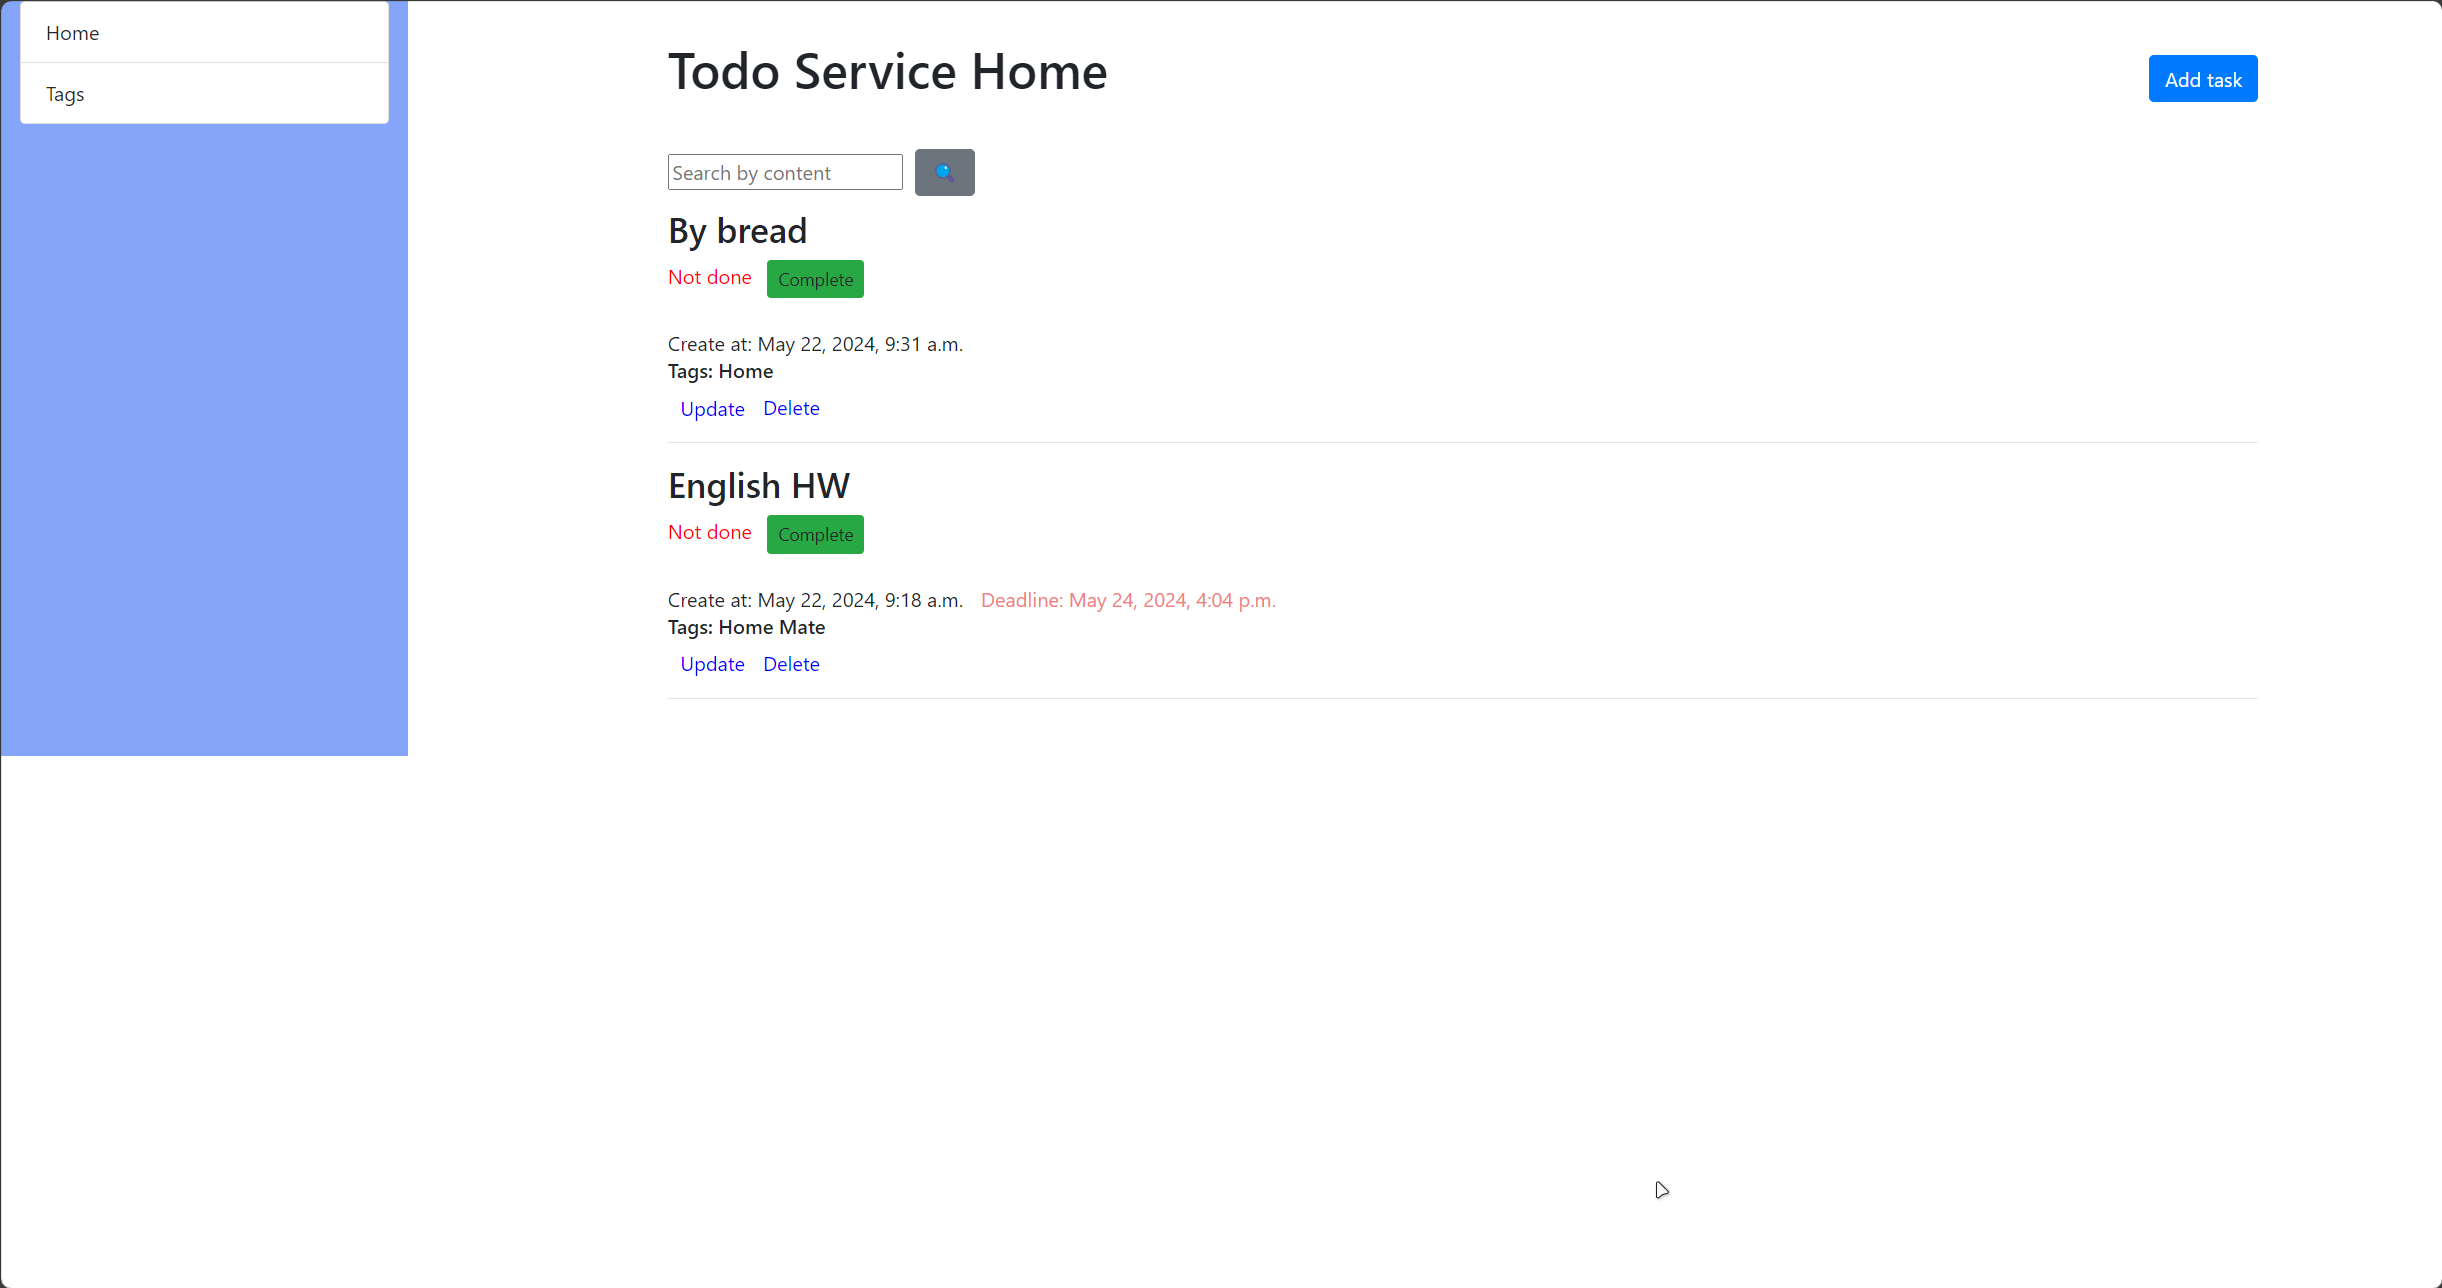 Home
Tags
Todo Service Home
Add task
Search by content
By bread
Not done Complete
Create at: May 22, 2024, 9:31 a.m.
Tags: Home
Update Delete
English HW
Not done Complete
Create at: May 22, 2024, 9:18 a.m. Deadline: May 24, 2024, 4:04 p.m.
Tags: Home Mate
Update Delete